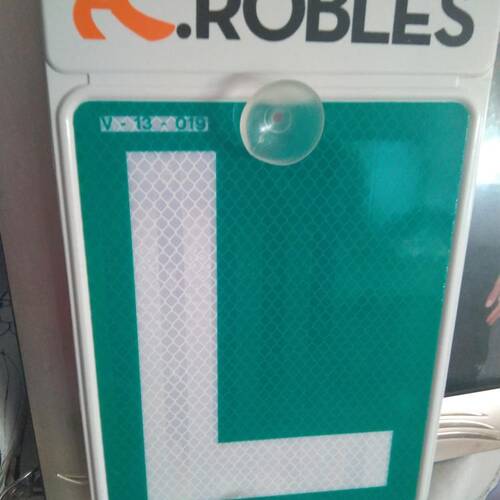 .ROBLES
V - 13 - 019
L